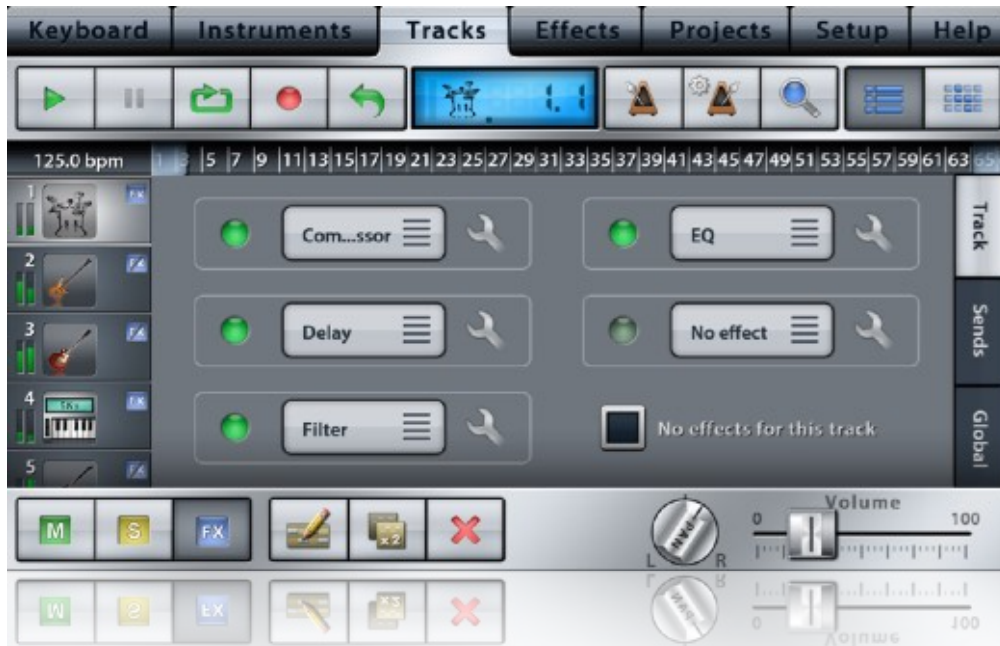 Keyboard Instruments Tracks Effects Projects Setup Help
1.1
125.0 bpm 1 3 5 7 9 11 13 15 17 19 21 23 25 27 29 31 33 35 37 39 41 43 45 47 49 51 53 55 57 59 61 63 65
1 FX
Com...ssor EQ
Track
2 FX
3 FX
Delay No effect
Sends
4 FX
Filter No effects for this track
Global
5 FX
M S FX x2 PAN L R Volume 0 100